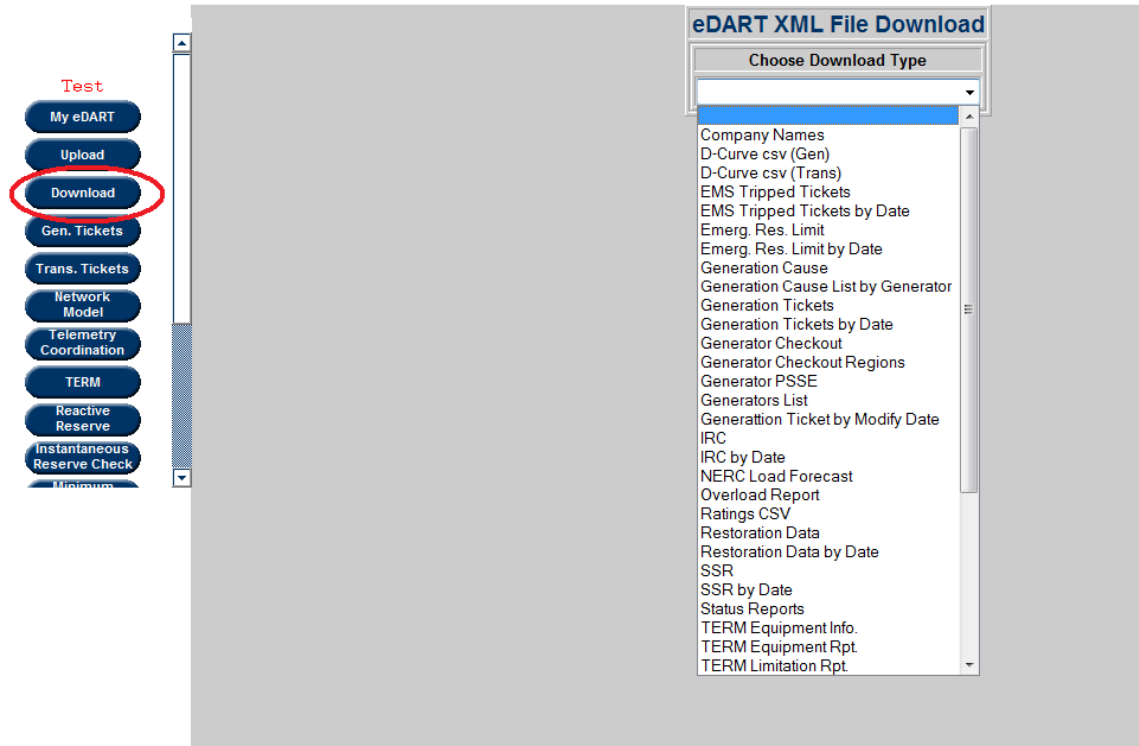 Test
My eDART
Upload
Download
Gen. Tickets
Trans. Tickets
Network
Model
Telemetry
Coordination
TERM
Reactive
Reserve
Instantaneous
Reserve Check
Minimum
eDART XML File Download
Choose Download Type
Company Names
D-Curve csv (Gen)
D-Curve csv (Trans)
EMS Tripped Tickets
EMS Tripped Tickets by Date
Emerg. Res. Limit
Emerg. Res. Limit by Date
Generation Cause
Generation Cause List by Generator
Generation Tickets
Generation Tickets by Date
Generator Checkout
Generator Checkout Regions
Generator PSSE
Generators List
Generattion Ticket by Modify Date
IRC
IRC by Date
NERC Load Forecast
Overload Report
Ratings CSV
Restoration Data
Restoration Data by Date
SSR
SSR by Date
Status Reports
TERM Equipment Info.
TERM Equipment Rpt.
TERM Limitation Rpt.